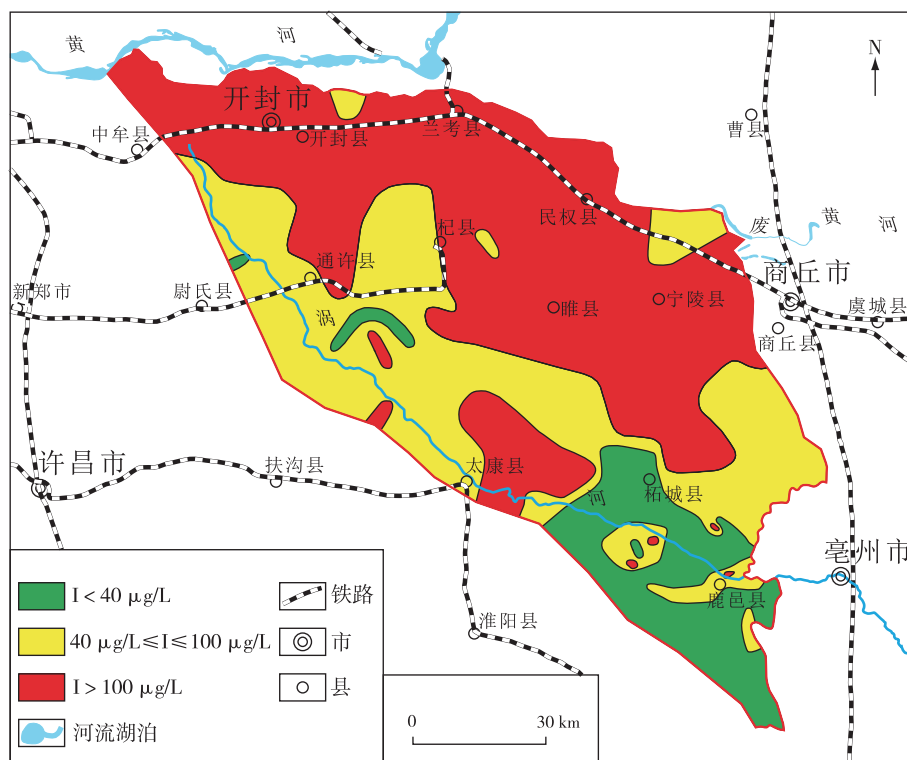 黄
河
N
开封市
中牟县
开封县
兰考县
曹县
民权县
废
黄
河
杞县
通许县
商丘市
新郑市
尉氏县
涡
睢县
宁陵县
虞城县
商丘县
许昌市
扶沟县
太康县
河
柘城县
亳州市
鹿邑县
淮阳县
I < 40 μg/L
铁路
40 μg/L≤I≤100 μg/L
市
I > 100 μg/L
县
河流湖泊
0
30 km